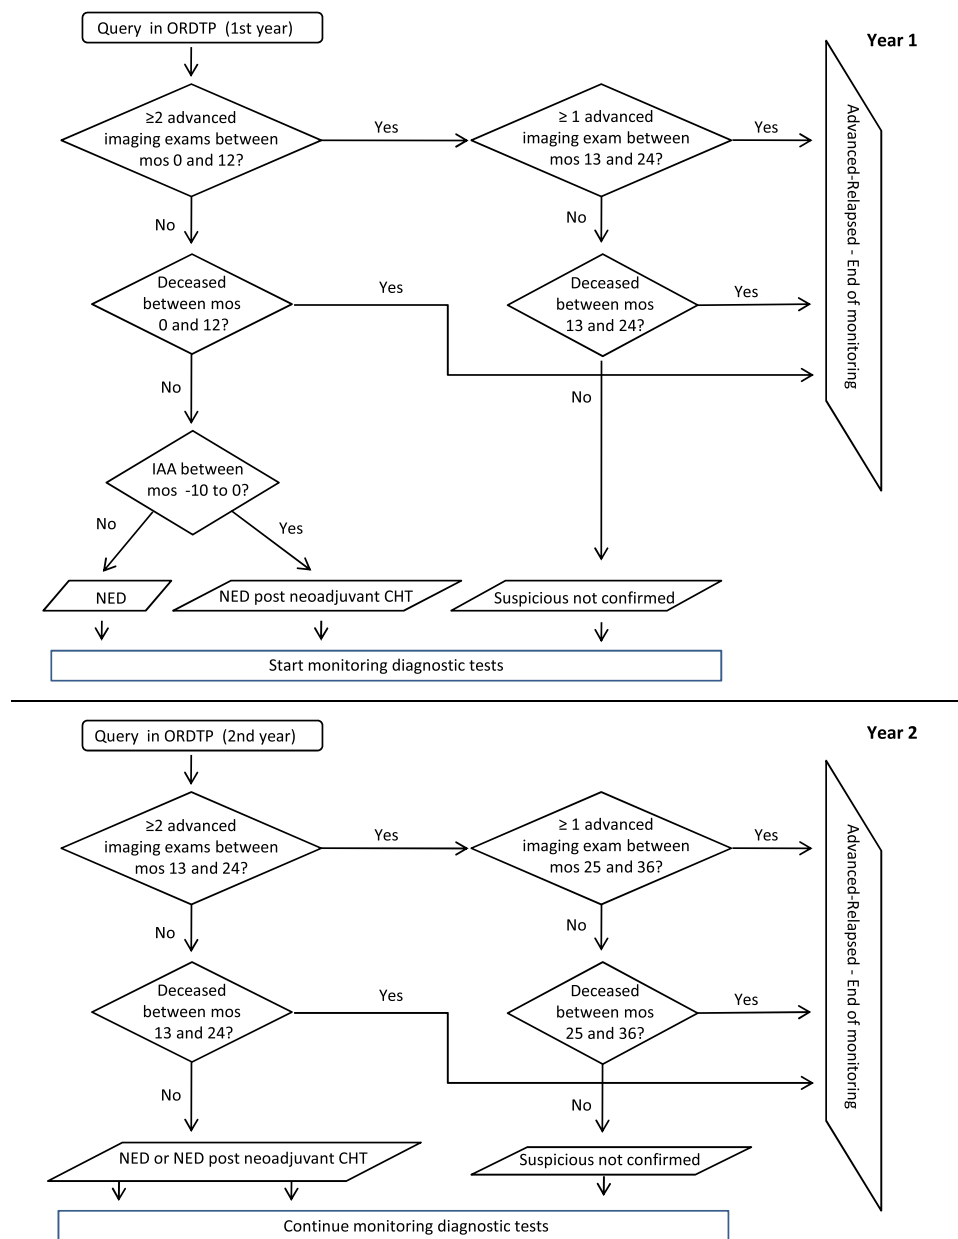 Query in ORDTP (1st year)
Year 1
≥2 advanced
imaging exams between
mos 0 and 12?
Yes
≥ 1 advanced
imaging exam between
mos 13 and 24?
Yes
Advanced-Relapsed - End of monitoring
No
No
Deceased
between mos
0 and 12?
Yes
Deceased
between mos
13 and 24?
Yes
No
No
IAA between
mos -10 to 0?
No
Yes
NED
NED post neoadjuvant CHT
Suspicious not confirmed
Start monitoring diagnostic tests
Query in ORDTP (2nd year)
Year 2
≥2 advanced
imaging exams between
mos 13 and 24?
Yes
≥ 1 advanced
imaging exam between
mos 25 and 36?
Yes
Advanced-Relapsed - End of monitoring
No
No
Deceased
between mos
13 and 24?
Yes
Deceased
between mos
25 and 36?
Yes
No
No
NED or NED post neoadjuvant CHT
Suspicious not confirmed
Continue monitoring diagnostic tests